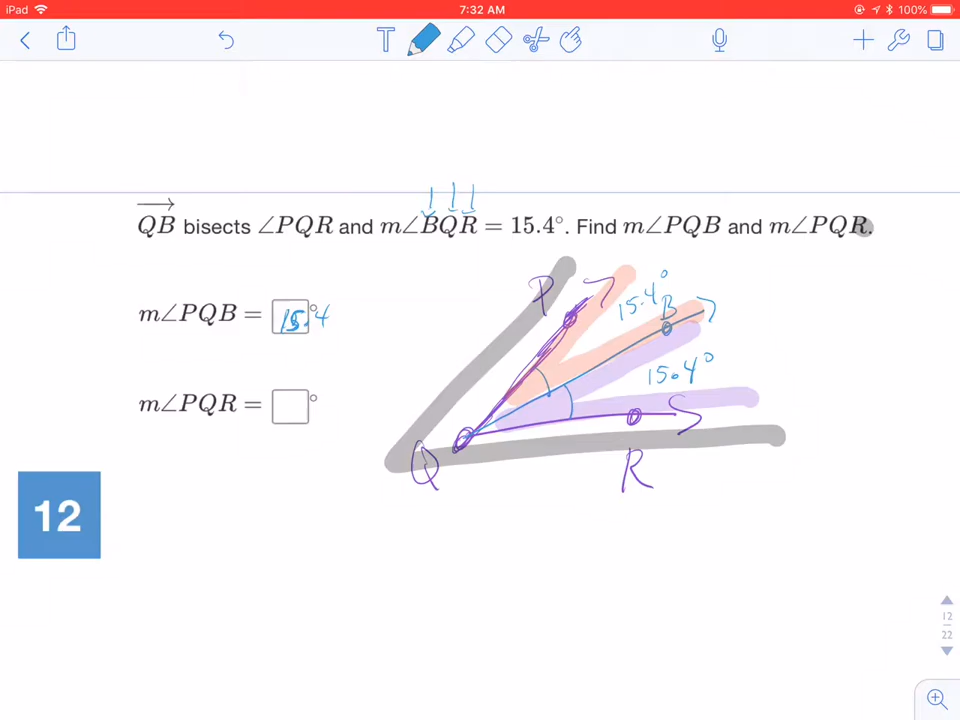 iPad 7:32 AM 100%
T
QB bisects ∠PQR and m∠BQR = 15.4°. Find m∠PQB and m∠PQR.
P 15.4° B
m∠PQB = 15.4°
15.4°
m∠PQR = °
Q R
12
12
22